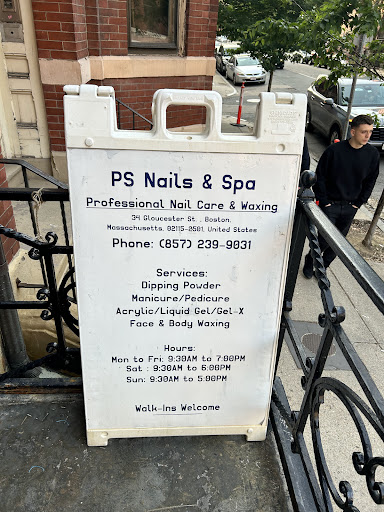 PS Nails & Spa
Professional Nail Care & Waxing
34 Gloucester St , Boston,
Massachusetts, 02115-2501, United States
Phone: (857) 239-9031
Services:
Dipping Powder
Manicure/Pedicure
Acrylic/Liquid Gel/Gel-X
Face & Body Waxing
Hours:
Mon to Fri: 9:30AM to 7:00PM
Sat : 9:30AM to 6:00PM
Sun: 9:30AM to 5:00PM
Walk-Ins Welcome